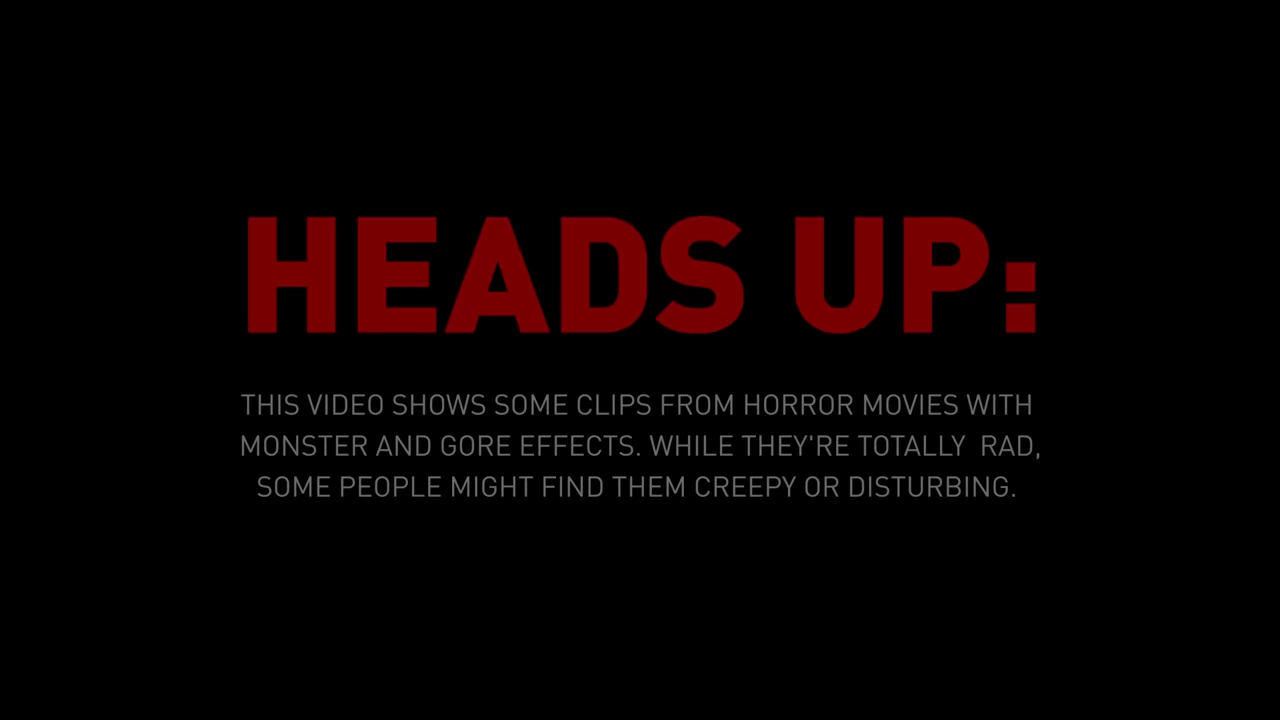 HEADS UP:
THIS VIDEO SHOWS SOME CLIPS FROM HORROR MOVIES WITH
MONSTER AND GORE EFFECTS. WHILE THEY'RE TOTALLY  RAD,
SOME PEOPLE MIGHT FIND THEM CREEPY OR DISTURBING.